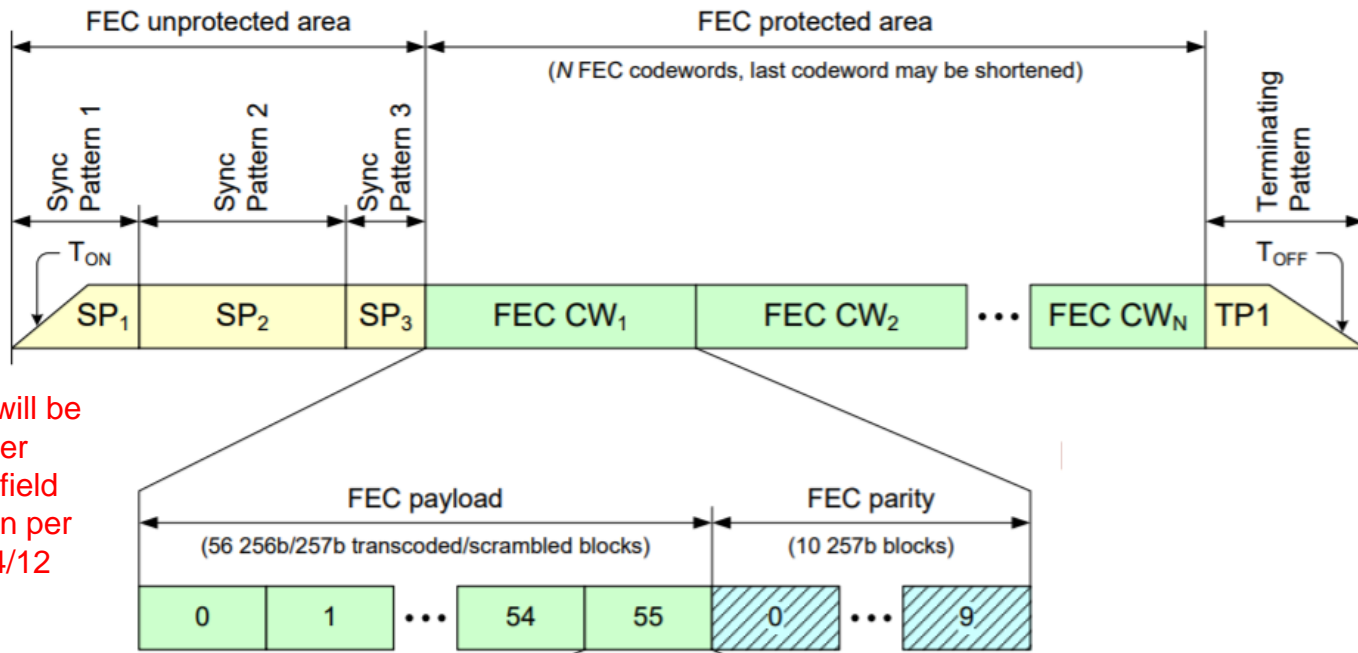 FEC unprotected area
FEC protected area
(N FEC codewords, last codeword may be shortened)
Sync
Pattern 1
Sync
Pattern 2
Sync
Pattern 3
Terminating
Pattern
TON
TOFF
SP1
SP2
SP3
FEC CW1
FEC CW2
•••
FEC CWN
TP1
will be
er
field
n per
4/12
FEC payload
FEC parity
(56 256b/257b transcoded/scrambled blocks)
(10 257b blocks)
0
1
•••
54
55
0
•••
9